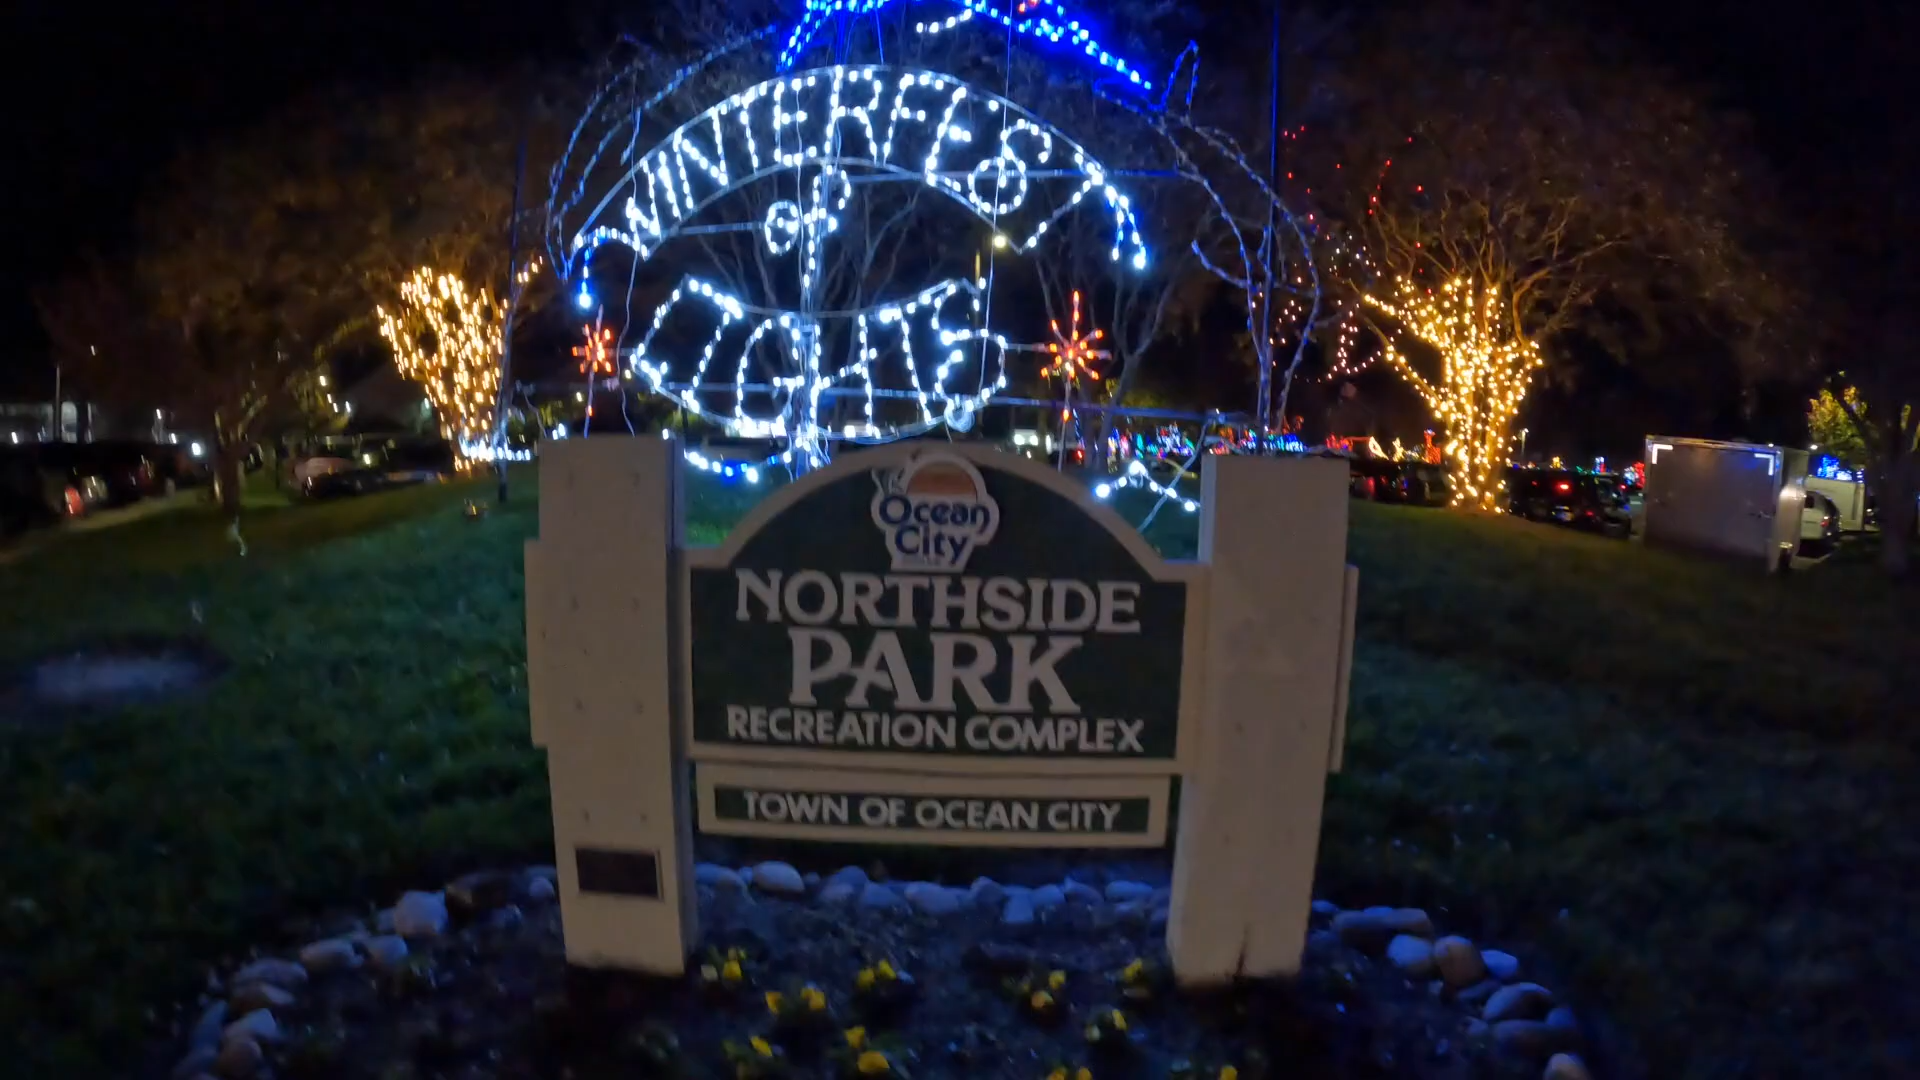 WINTERFEST
of
LIGHTS
Ocean
City
NORTHSIDE
PARK
RECREATION COMPLEX
TOWN OF OCEAN CITY